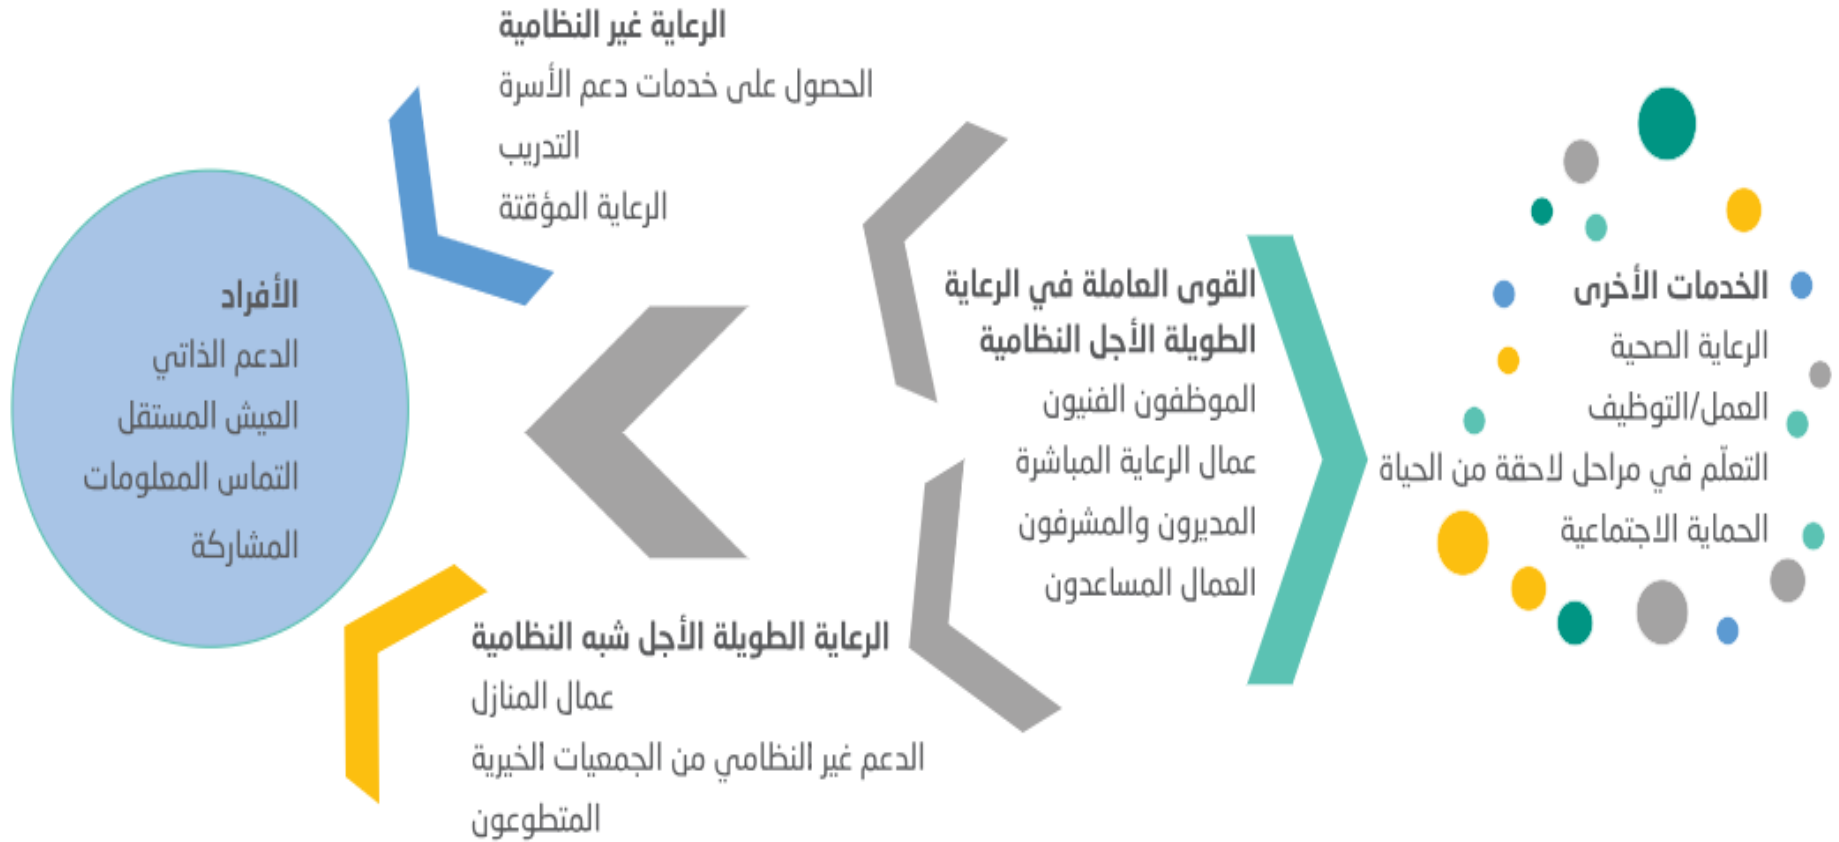 الخدمات الأخرى
الرعاية الصحية
العمل/التوظيف
التعلّم في مراحل لاحقة من الحياة
الحماية الاجتماعية
القوى العاملة في الرعاية
الطويلة الأجل النظامية
الموظفون الفنيون
عمال الرعاية المباشرة
المديرون والمشرفون
العمال المساعدون
الرعاية غير النظامية
الحصول على خدمات دعم الأسرة
التدريب
الرعاية المؤقتة
الرعاية الطويلة الأجل شبه النظامية
عمال المنازل
الدعم غير النظامي من الجمعيات الخيرية
المتطوعون
الأفراد
الدعم الذاتي
العيش المستقل
التماس المعلومات
المشاركة